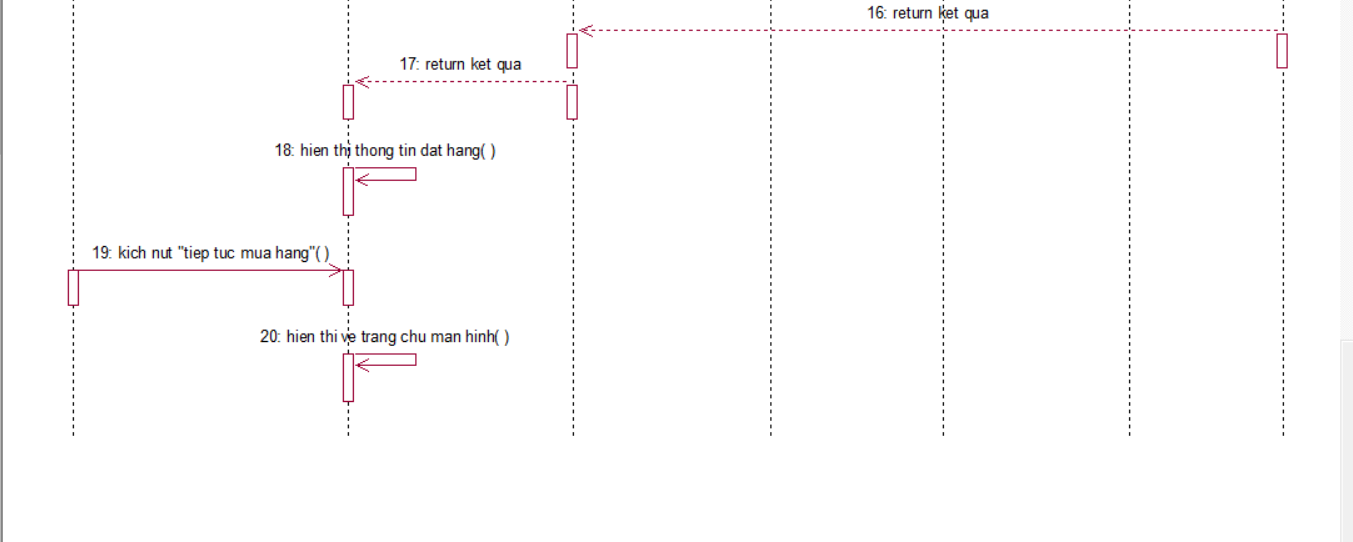 16: return ket qua
17: return ket qua
18: hien thi thong tin dat hang( )
19: kich nut "tiep tuc mua hang"( )
20: hien thi ve trang chu man hinh( )